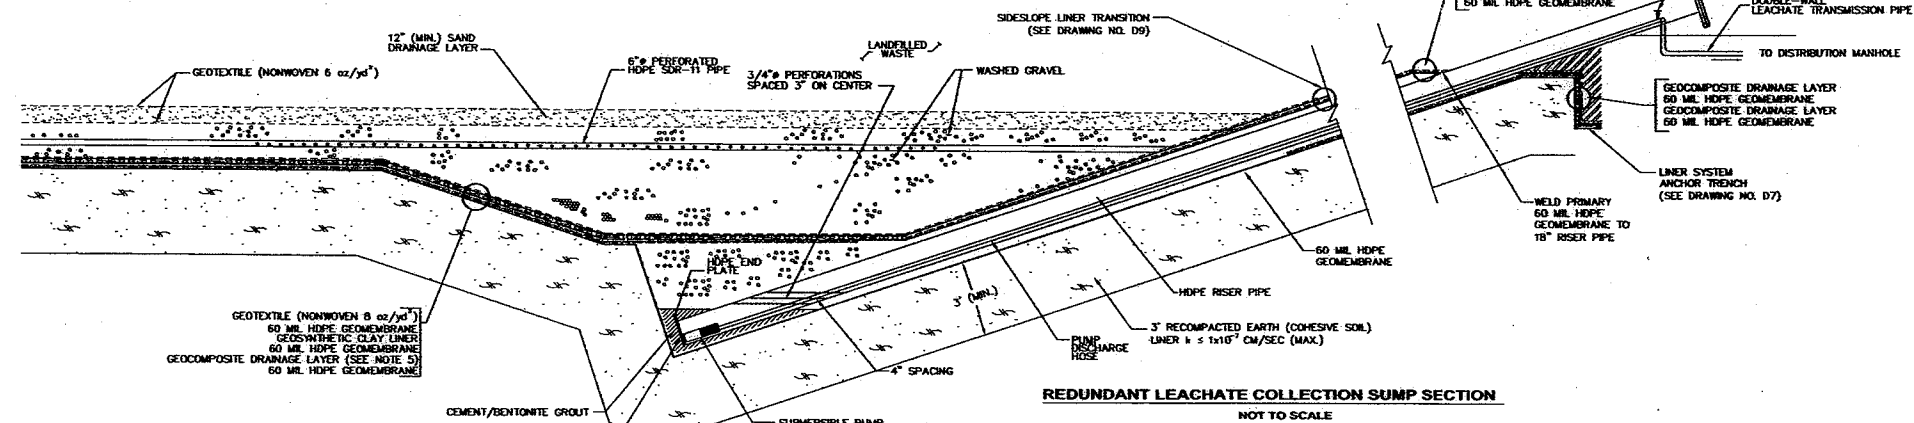 60 MIL HDPE GEOMEMBRANE
DOUBLE-WALL
LEACHATE TRANSMISSION PIPE
TO DISTRIBUTION MANHOLE
SIDESLOPE LINER TRANSITION
(SEE DRAWING NO. D9)
12" (MIN.) SAND
DRAINAGE LAYER
LANDFILLED
WASTE
GEOTEXTILE (NONWOVEN 6 oz/yd²)
6"ø PERFORATED
HDPE SDR-11 PIPE
3/4"ø PERFORATIONS
SPACED 3" ON CENTER
WASHED GRAVEL
GEOCOMPOSITE DRAINAGE LAYER
60 MIL HDPE GEOMEMBRANE
GEOCOMPOSITE DRAINAGE LAYER
60 MIL HDPE GEOMEMBRANE
LINER SYSTEM
ANCHOR TRENCH
(SEE DRAWING NO. D7)
WELD PRIMARY
60 MIL HDPE
GEOMEMBRANE TO
18" RISER PIPE
60 MIL HDPE
GEOMEMBRANE
HDPE END
PLATE
HDPE RISER PIPE
3' (MIN.)
GEOTEXTILE (NONWOVEN 8 oz/yd²)
60 MIL HDPE GEOMEMBRANE
GEOSYNTHETIC CLAY LINER
60 MIL HDPE GEOMEMBRANE
GEOCOMPOSITE DRAINAGE LAYER (SEE NOTE 5)
60 MIL HDPE GEOMEMBRANE
3' RECOMPACTED EARTH (COHESIVE SOIL)
LINER k ≤ 1x10⁻⁷ CM/SEC (MAX.)
PUMP
DISCHARGE
HOSE
4" SPACING
CEMENT/BENTONITE GROUT
SUBMERSIBLE PUMP
REDUNDANT LEACHATE COLLECTION SUMP SECTION
NOT TO SCALE